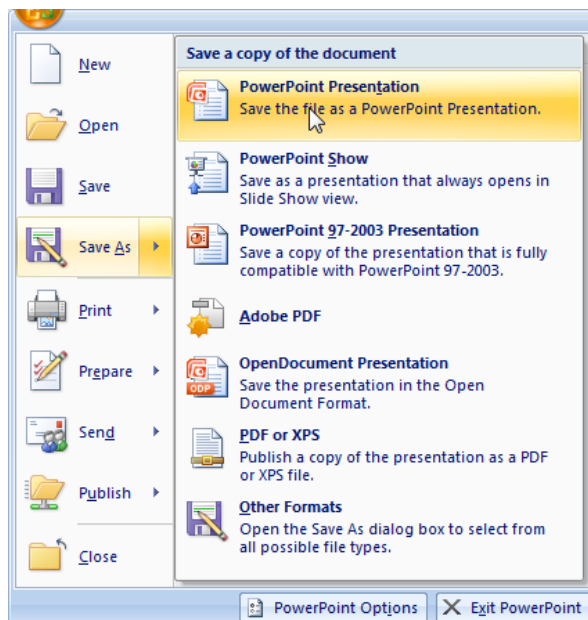 New
Open
Save
Save As
Print
Prepare
Send
Publish
Close
Save a copy of the document
PowerPoint Presentation
Save the file as a PowerPoint Presentation.
PowerPoint Show
Save as a presentation that always opens in
Slide Show view.
PowerPoint 97-2003 Presentation
Save a copy of the presentation that is fully
compatible with PowerPoint 97-2003.
Adobe PDF
OpenDocument Presentation
ODP
Save the presentation in the Open
Document Format.
PDF or XPS
Publish a copy of the presentation as a PDF
or XPS file.
Other Formats
Open the Save As dialog box to select from
all possible file types.
PowerPoint Options
Exit PowerPoint